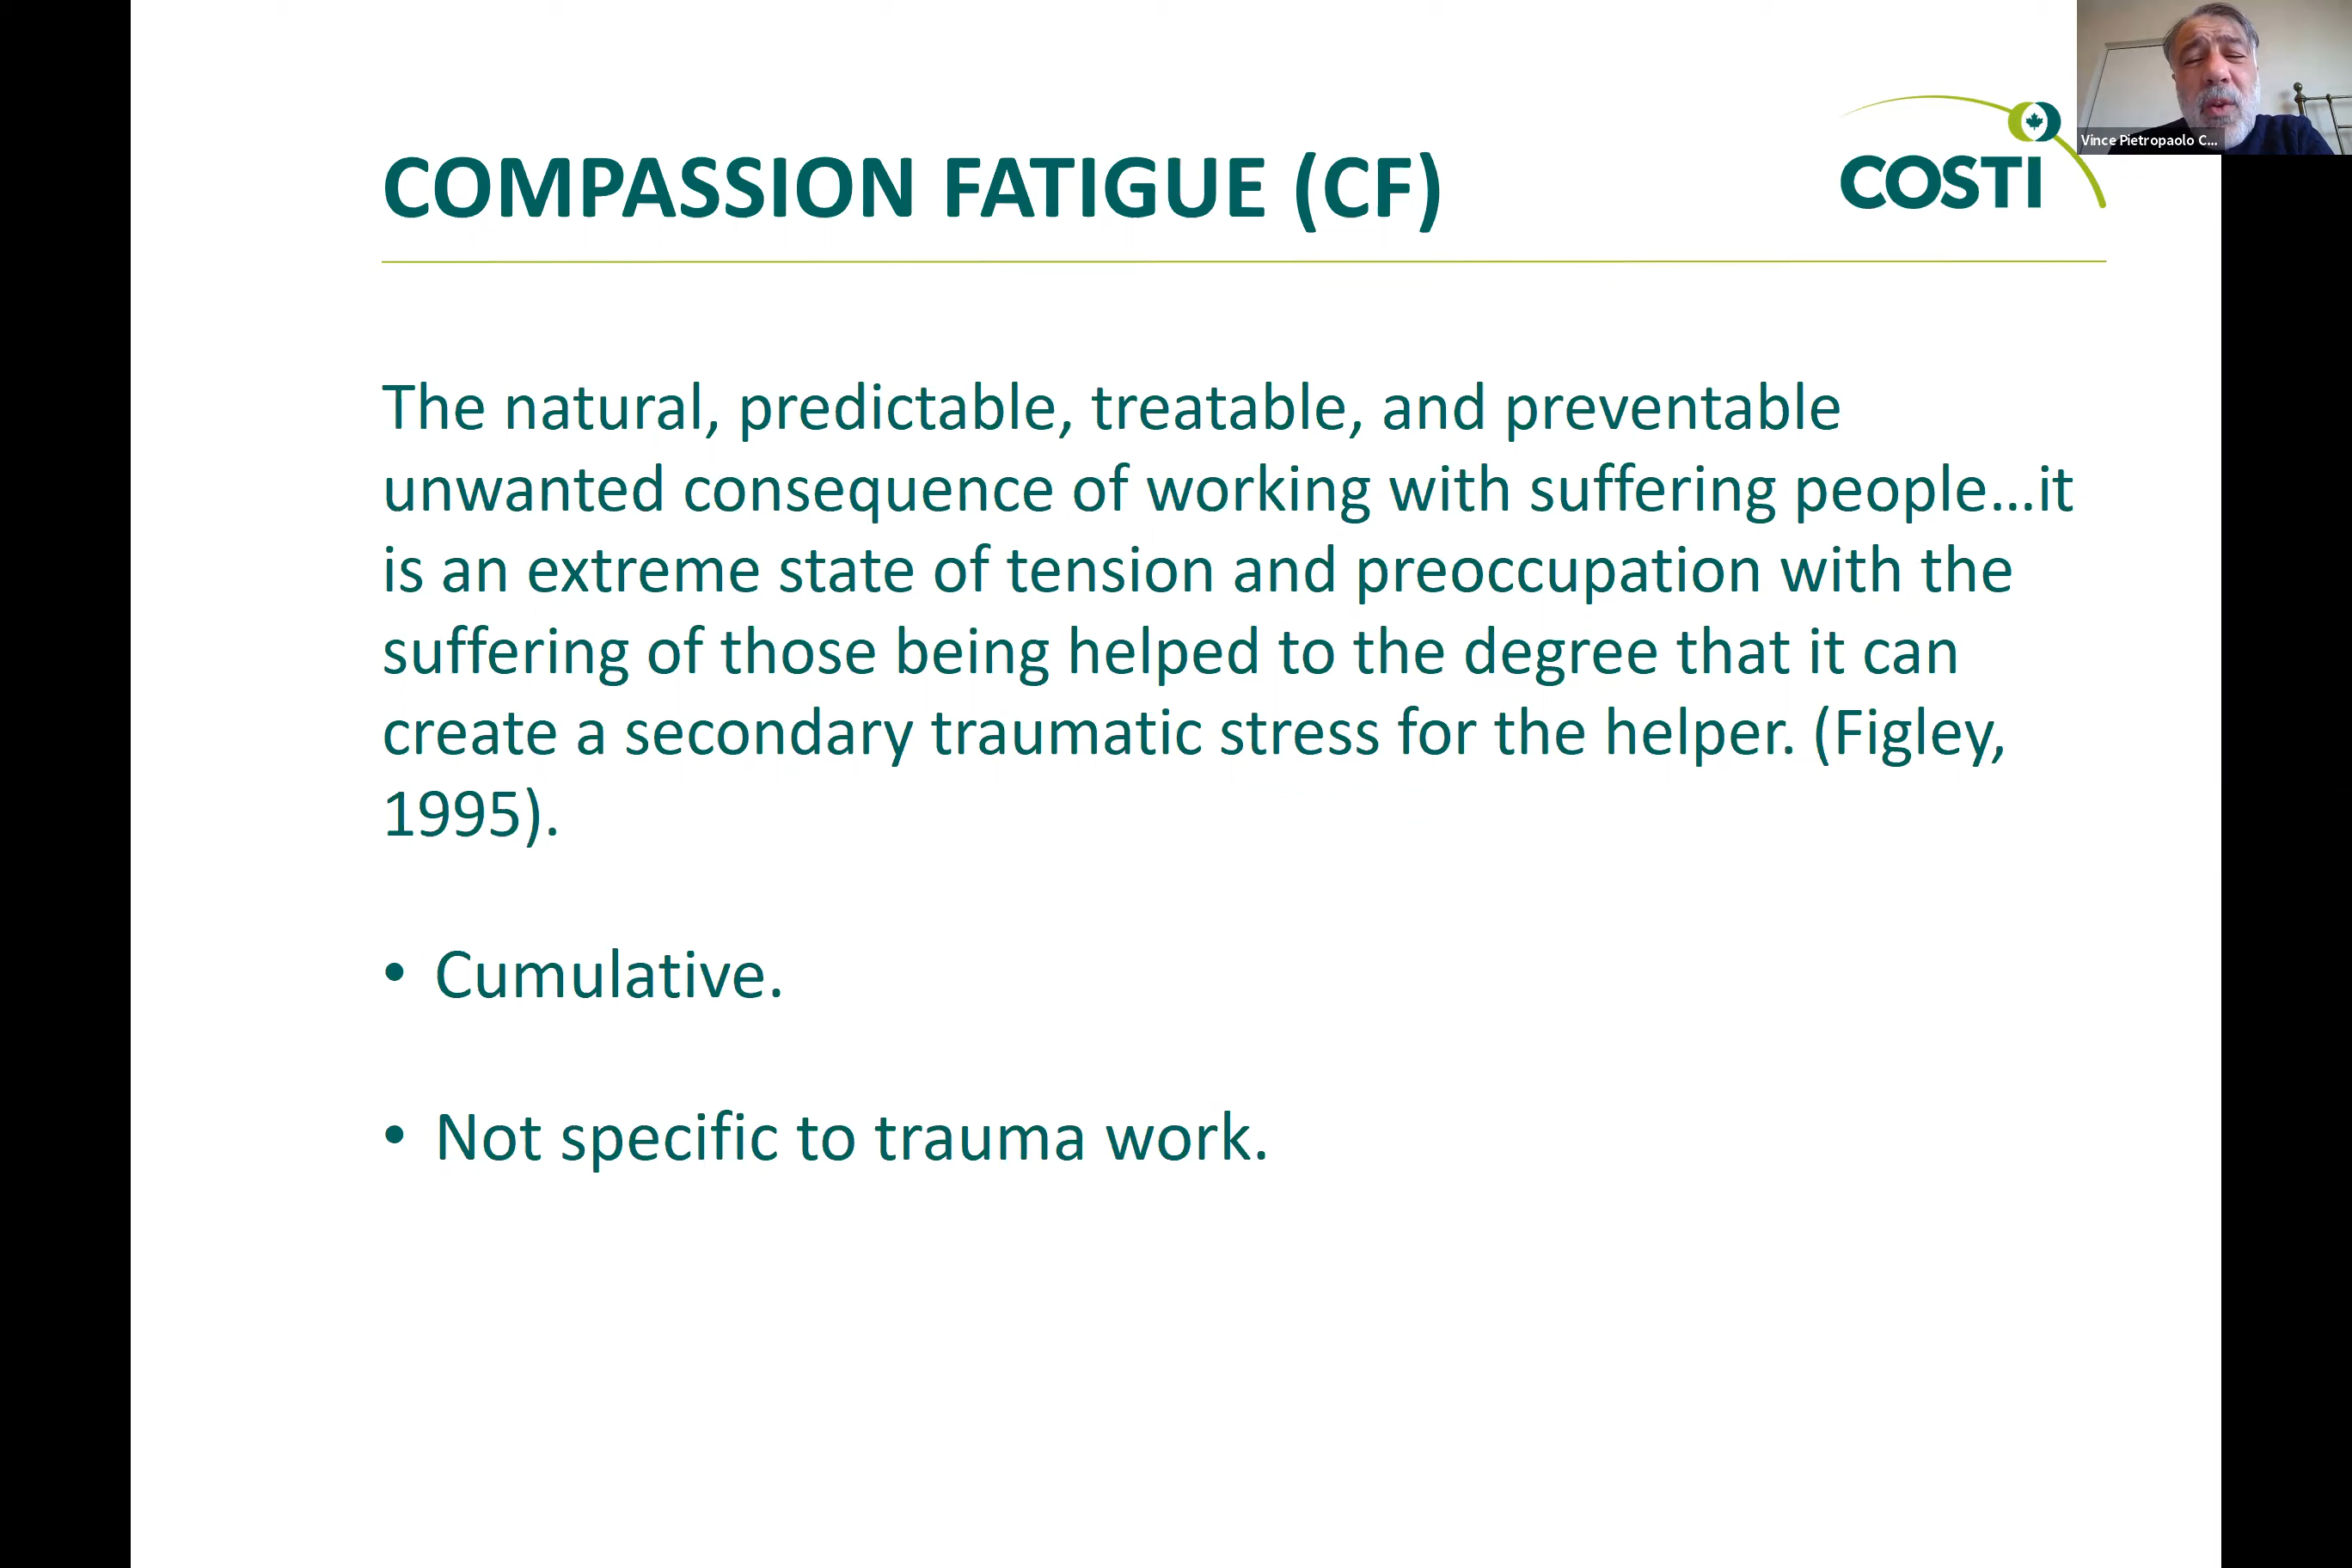 COMPASSION FATIGUE (CF)
COSTI
Vince Pietropaolo C...
The natural, predictable, treatable, and preventable
unwanted consequence of working with suffering people...it
is an extreme state of tension and preoccupation with the
suffering of those being helped to the degree that it can
create a secondary traumatic stress for the helper. (Figley,
1995).
• Cumulative.
• Not specific to trauma work.